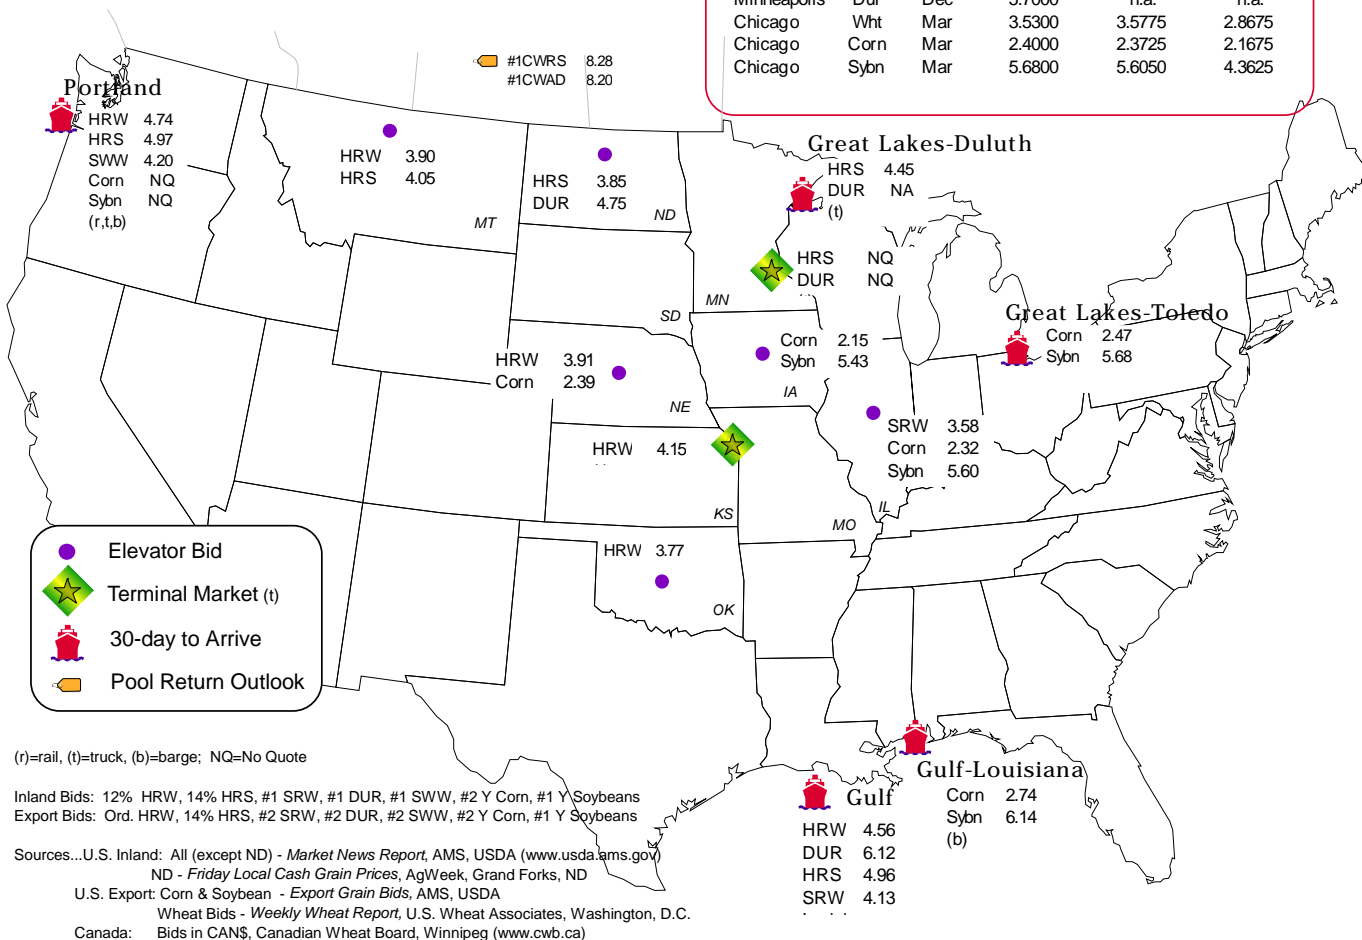 Minneapolis Dur Dec 5.7000 n.a. n.a.
Chicago Wht Mar 3.5300 3.5775 2.8675
Chicago Corn Mar 2.4000 2.3725 2.1675
Chicago Sybn Mar 5.6800 5.6050 4.3625
#1CWRS 8.28
#1CWAD 8.20
Portland
HRW 4.74
HRS 4.97
SWW 4.20
Corn NQ
Sybn NQ
(r,t,b)
HRW 3.90
HRS 4.05
MT
HRS 3.85
DUR 4.75
ND
Great Lakes-Duluth
HRS 4.45
DUR NA
(t)
HRS NQ
DUR NQ
MN
SD
Great Lakes-Toledo
Corn 2.47
Sybn 5.68
Corn 2.15
Sybn 5.43
IA
HRW 3.91
Corn 2.39
NE
SRW 3.58
Corn 2.32
Sybn 5.60
IL
HRW 4.15
KS
MO
HRW 3.77
OK
Elevator Bid
Terminal Market (t)
30-day to Arrive
Pool Return Outlook
Gulf-Louisiana
Corn 2.74
Sybn 6.14
(b)
Gulf
HRW 4.56
DUR 6.12
HRS 4.96
SRW 4.13
(r)=rail, (t)=truck, (b)=barge; NQ=No Quote
Inland Bids: 12% HRW, 14% HRS, #1 SRW, #1 DUR, #1 SWW, #2 Y Corn, #1 Y Soybeans
Export Bids: Ord. HRW, 14% HRS, #2 SRW, #2 DUR, #2 SWW, #2 Y Corn, #1 Y Soybeans
Sources...U.S. Inland: All (except ND) - Market News Report, AMS, USDA (www.usda.ams.gov)
ND - Friday Local Cash Grain Prices, AgWeek, Grand Forks, ND
U.S. Export: Corn & Soybean - Export Grain Bids, AMS, USDA
Wheat Bids - Weekly Wheat Report, U.S. Wheat Associates, Washington, D.C.
Canada: Bids in CAN$, Canadian Wheat Board, Winnipeg (www.cwb.ca)